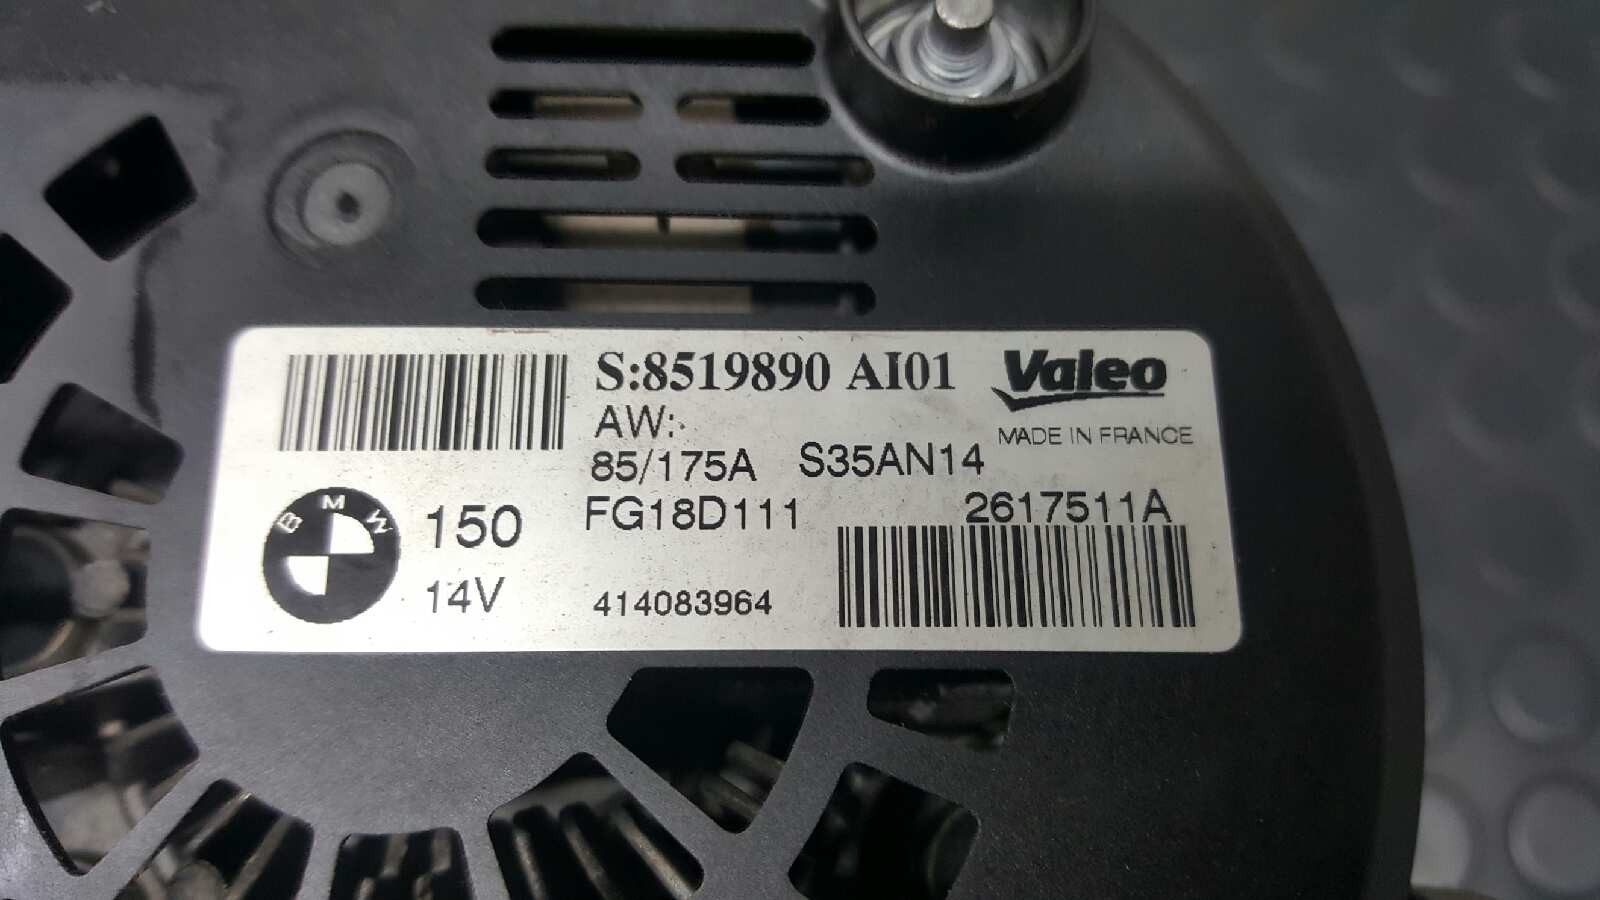 S:8519890 AI01
Valeo
AW:
MADE IN FRANCE
85/175A S35AN14
BMW
150
FG18D111
2617511A
14V
414083964